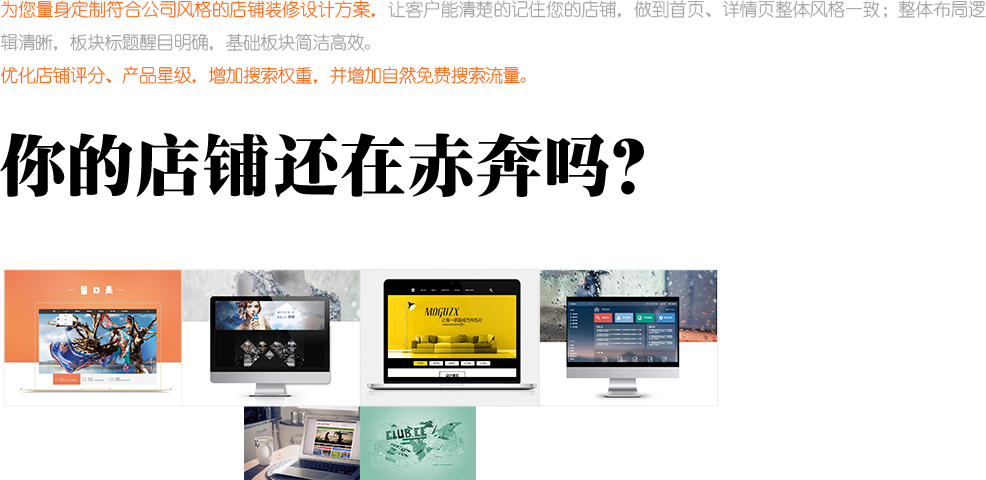 为您量身定制符合公司风格的店铺装修设计方案，让客户能清楚的记住您的店铺，做到首页、详情页整体风格一致；整体布局逻
辑清晰，板块标题醒目明确，基础板块简洁高效。
优化店铺评分、产品星级，增加搜索权重，并增加自然免费搜索流量。
你的店铺还在赤奔吗？
MOGUZX
CLUB.CE